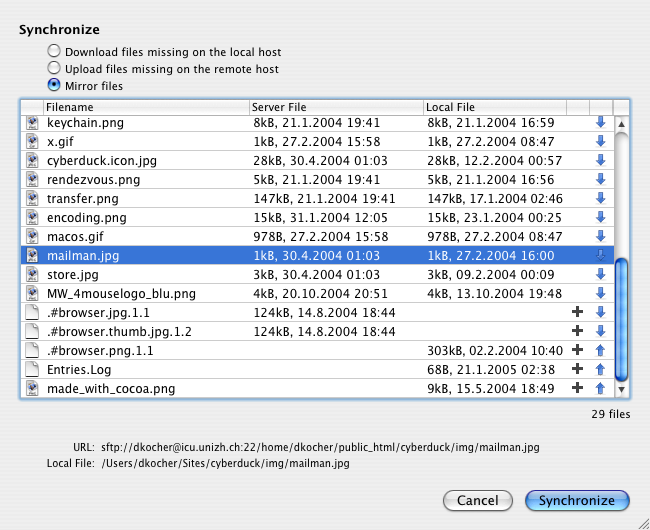 Synchronize
Download files missing on the local host
Upload files missing on the remote host
Mirror files
Filename Server File Local File
keychain.png 8kB, 21.1.2004 19:41 8kB, 21.1.2004 16:59
x.gif 1kB, 27.2.2004 15:58 1kB, 27.2.2004 08:47
cyberduck.icon.jpg 28kB, 30.4.2004 01:03 28kB, 12.2.2004 00:57
rendezvous.png 5kB, 21.1.2004 19:41 5kB, 21.1.2004 16:56
transfer.png 147kB, 21.1.2004 19:41 147kB, 17.1.2004 02:46
encoding.png 15kB, 31.1.2004 12:05 15kB, 23.1.2004 00:25
macos.gif 978B, 27.2.2004 15:58 978B, 27.2.2004 08:47
mailman.jpg 1kB, 30.4.2004 01:03 1kB, 27.2.2004 16:00
store.jpg 3kB, 30.4.2004 01:03 3kB, 09.2.2004 00:09
MW_4mouselogo_blu.png 4kB, 20.10.2004 20:51 4kB, 13.10.2004 19:48
.#browser.jpg.1.1 124kB, 14.8.2004 18:44
.#browser.thumb.jpg.1.2 124kB, 14.8.2004 18:44
.#browser.png.1.1 303kB, 02.2.2004 10:40
Entries.Log 68B, 21.1.2005 02:38
made_with_cocoa.png 9kB, 15.5.2004 18:49
29 files
URL: sftp://dkocher@icu.unizh.ch:22/home/dkocher/public_html/cyberduck/img/mailman.jpg
Local File: /Users/dkocher/Sites/cyberduck/img/mailman.jpg
Cancel Synchronize